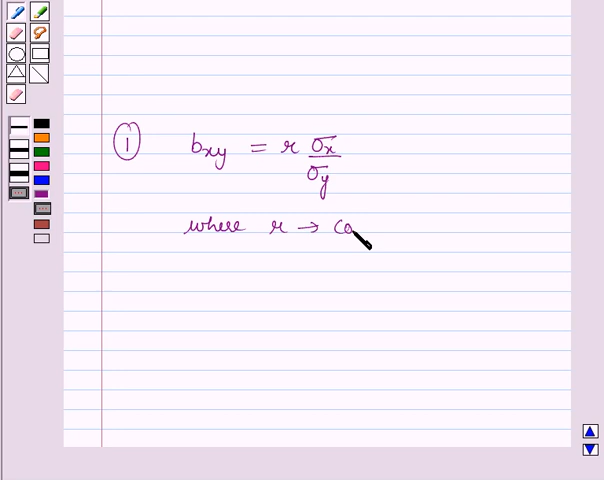 ① bxy = r σx/σy
where r → co